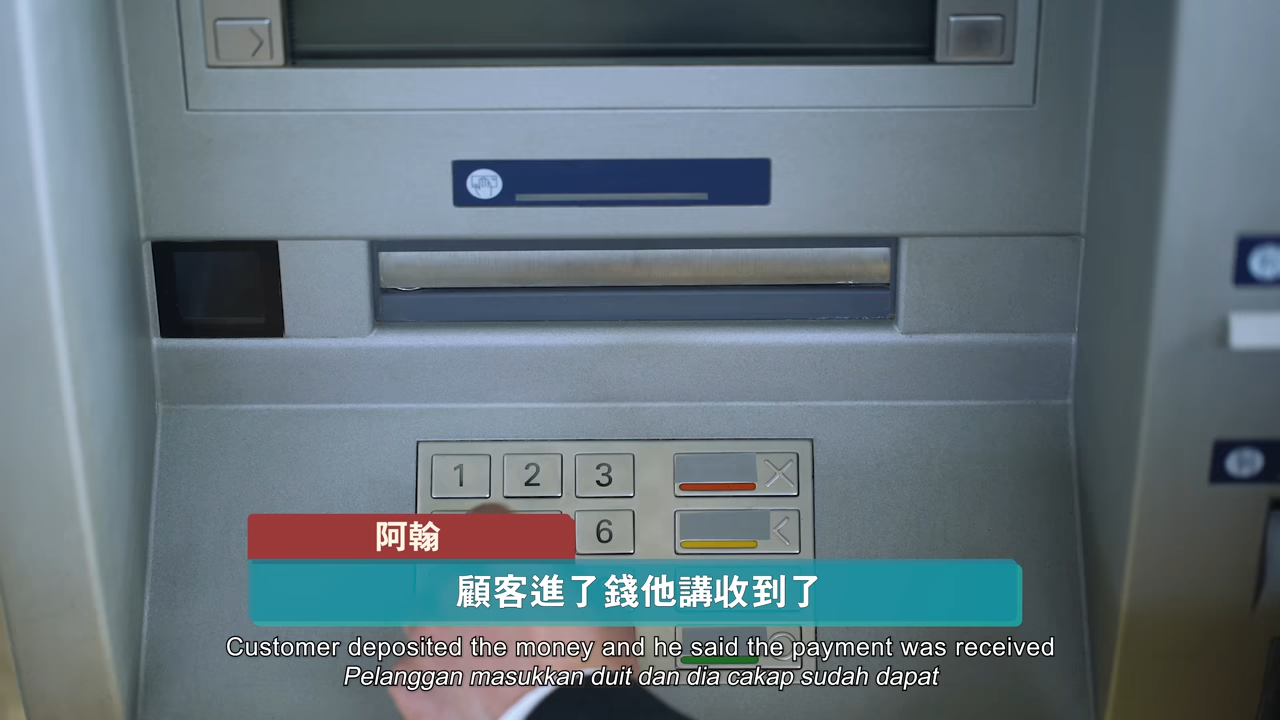 1 2 3
6
阿翰
顧客進了錢他講收到了
Customer deposited the money and he said the payment was received
Pelanggan masukkan duit dan dia cakap sudah dapat